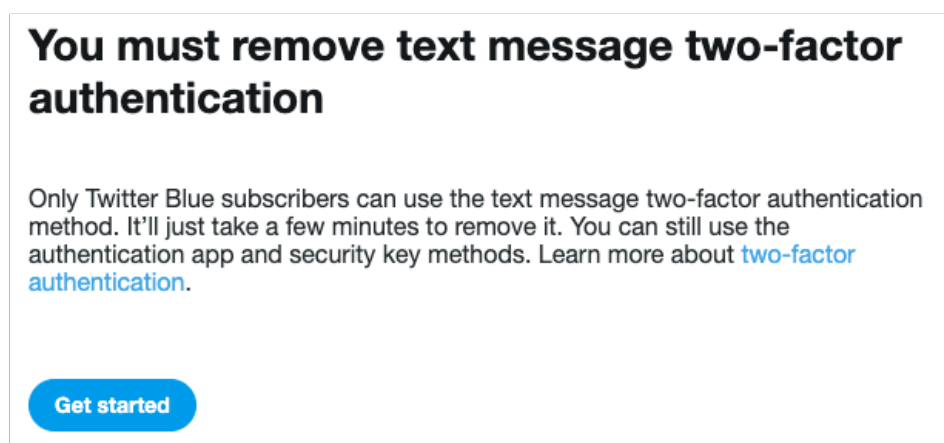 You must remove text message two-factor
authentication
Only Twitter Blue subscribers can use the text message two-factor authentication
method. It’ll just take a few minutes to remove it. You can still use the
authentication app and security key methods. Learn more about two-factor
authentication.
Get started